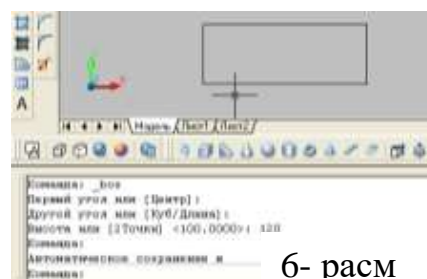 A
Модель Лист1 Лист2
Команда: _box
Первый угол или [Центр]:
Другой угол или [Куб/Длина]:
Высота или [2Точки] <100.0000>: 120
Команда:
Автоматическое сохранение в
Команда:
6- расм